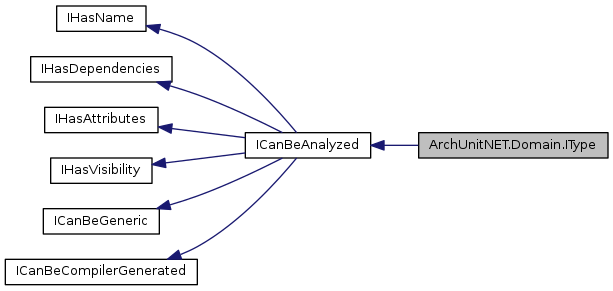 IHasName
IHasDependencies
IHasAttributes
ICanBeAnalyzed
ArchUnitNET.Domain.IType
IHasVisibility
ICanBeGeneric
ICanBeCompilerGenerated